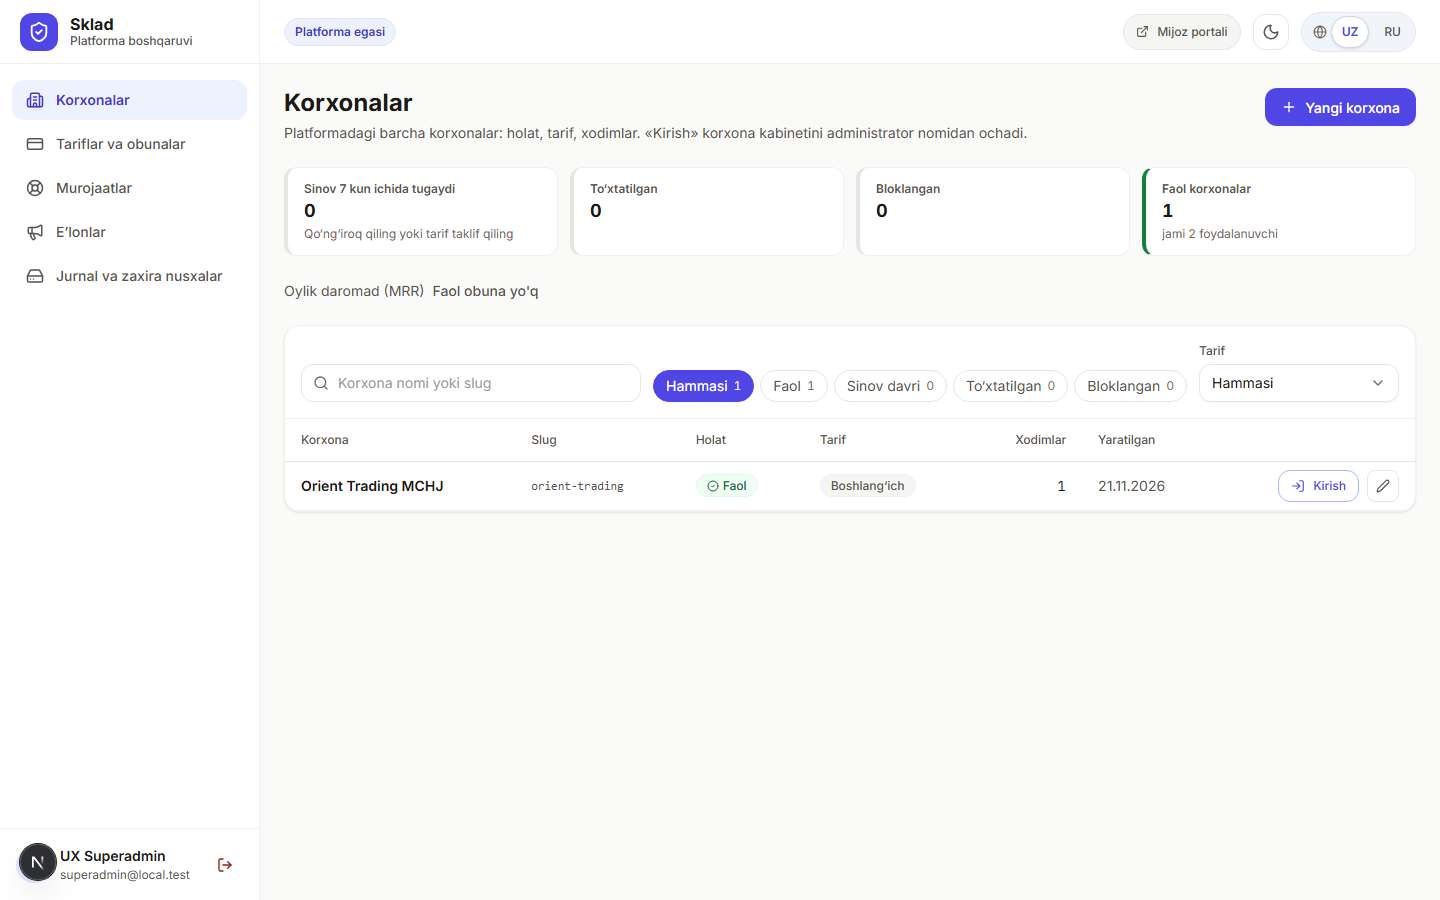 Sklad
Platforma boshqaruvi
Platforma egasi
Mijoz portali
UZ
RU
Korxonalar
Tariflar va obunalar
Murojaatlar
E’lonlar
Jurnal va zaxira nusxalar
Korxonalar
Platformadagi barcha korxonalar: holat, tarif, xodimlar. «Kirish» korxona kabinetini administrator nomidan ochadi.
Yangi korxona
Sinov 7 kun ichida tugaydi
0
Qo‘ng‘iroq qiling yoki tarif taklif qiling
To‘xtatilgan
0
Bloklangan
0
Faol korxonalar
1
jami 2 foydalanuvchi
Oylik daromad (MRR) Faol obuna yo'q
Korxona nomi yoki slug
Hammasi 1
Faol 1
Sinov davri 0
To‘xtatilgan 0
Bloklangan 0
Tarif
Hammasi
Korxona Slug Holat Tarif Xodimlar Yaratilgan
Orient Trading MCHJ orient-trading Faol Boshlang‘ich 1 21.11.2026 Kirish
N
UX Superadmin
superadmin@local.test